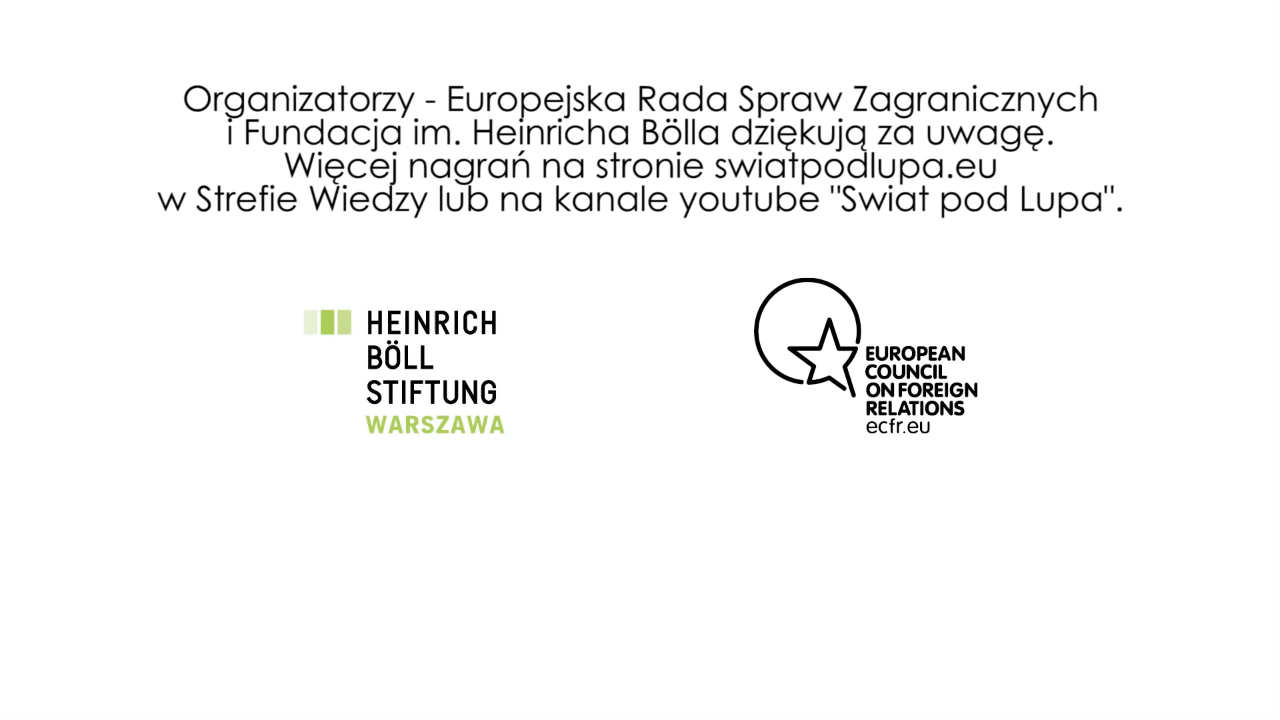 Organizatorzy - Europejska Rada Spraw Zagranicznych
i Fundacja im. Heinricha Bölla dziękują za uwagę.
Więcej nagrań na stronie swiatpodlupa.eu
w Strefie Wiedzy lub na kanale youtube "Swiat pod Lupa".
HEINRICH
BÖLL
STIFTUNG
WARSZAWA
EUROPEAN
COUNCIL
ON FOREIGN
RELATIONS
ecfr.eu